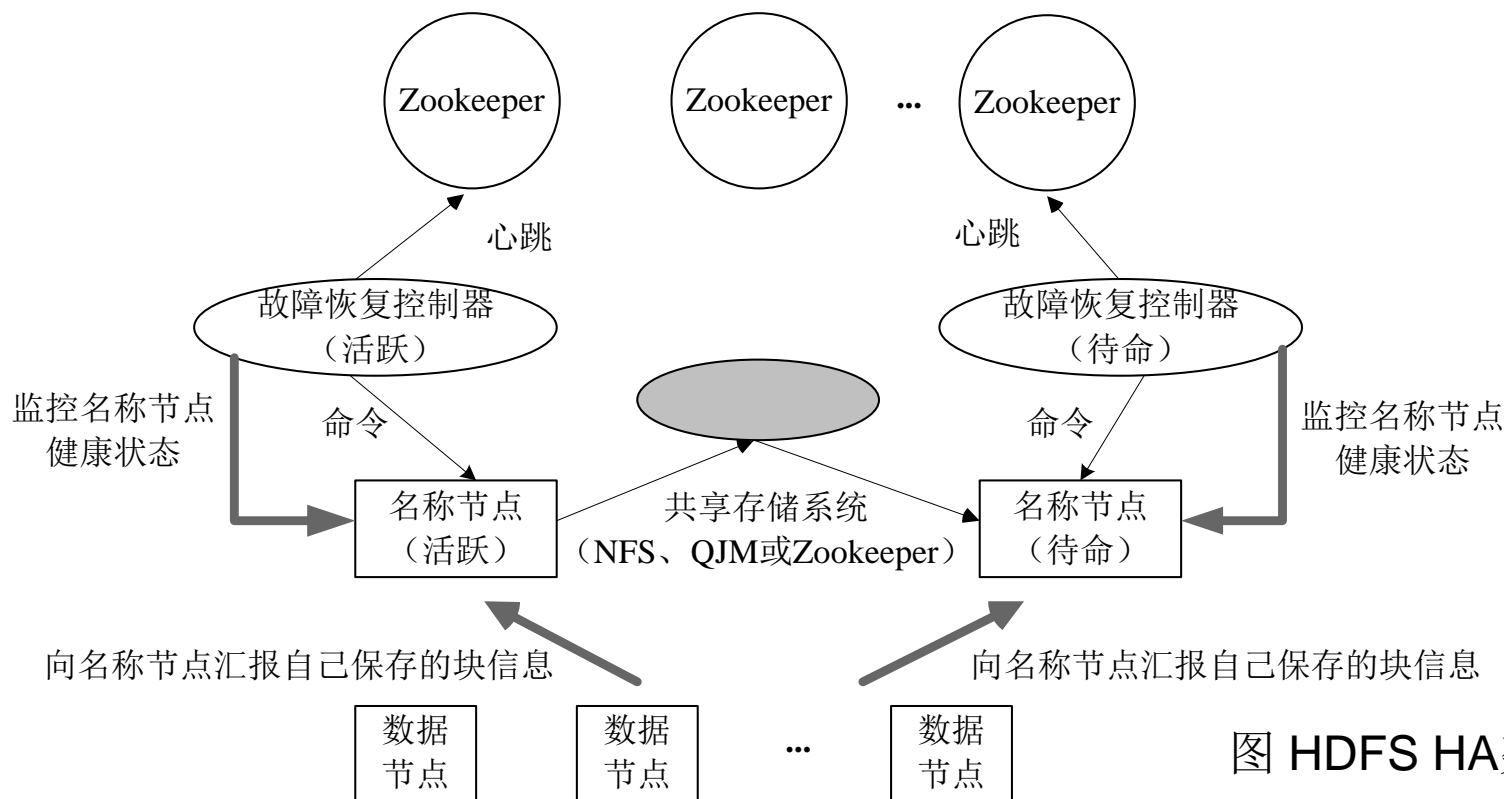 Zookeeper
Zookeeper
...
Zookeeper
心跳
心跳
故障恢复控制器
（活跃）
故障恢复控制器
（待命）
监控名称节点
健康状态
命令
命令
监控名称节点
健康状态
名称节点
（活跃）
共享存储系统
（NFS、QJM或Zookeeper）
名称节点
（待命）
向名称节点汇报自己保存的块信息
向名称节点汇报自己保存的块信息
数据
节点
数据
节点
...
数据
节点
图 HDFS HA